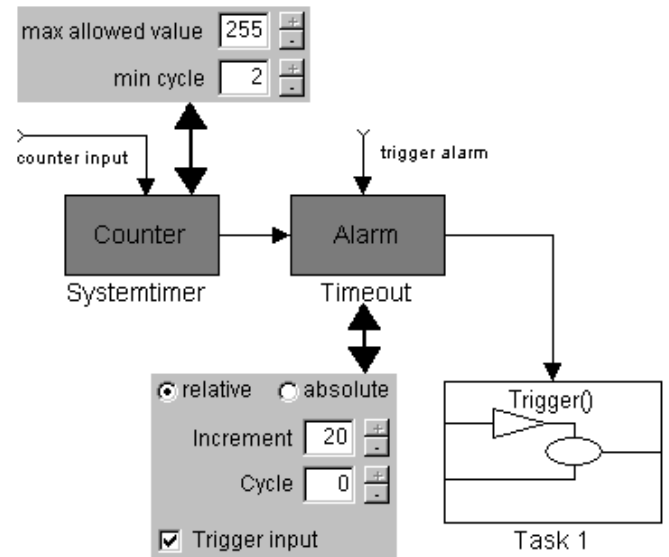 max allowed value 255 + -
min cycle 2 + -
counter input
trigger alarm
Counter
Alarm
Systemtimer
Timeout
relative absolute
Increment 20 + -
Cycle 0 + -
Trigger input
Trigger()
Task 1